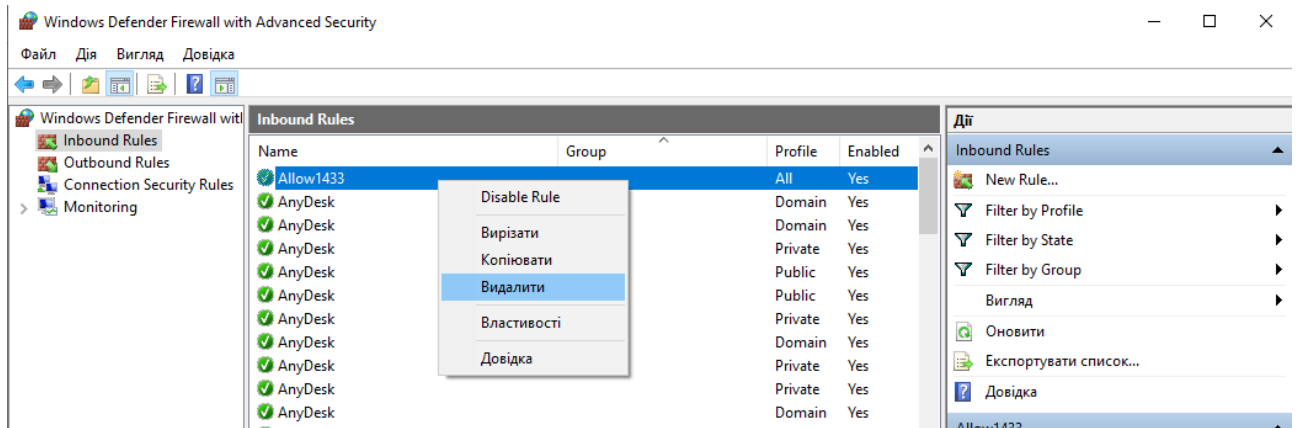 Windows Defender Firewall with Advanced Security
Файл Дія Вигляд Довідка
Windows Defender Firewall witl
Inbound Rules
Outbound Rules
Connection Security Rules
Monitoring
Inbound Rules
Name Group Profile Enabled
Allow1433 All Yes
AnyDesk Domain Yes
AnyDesk Domain Yes
AnyDesk Private Yes
AnyDesk Public Yes
AnyDesk Public Yes
AnyDesk Private Yes
AnyDesk Domain Yes
AnyDesk Private Yes
AnyDesk Private Yes
AnyDesk Domain Yes
Disable Rule
Вирізати
Копіювати
Видалити
Властивості
Довідка
Дії
Inbound Rules
New Rule...
Filter by Profile
Filter by State
Filter by Group
Вигляд
Оновити
Експортувати список...
Довідка
Allow1433